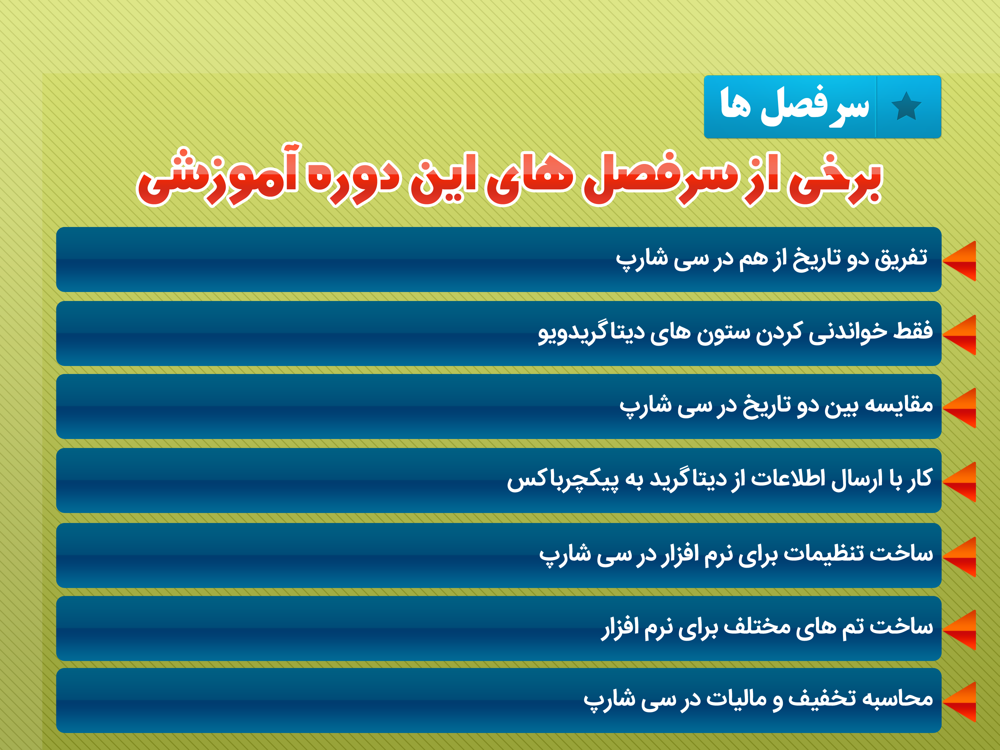 سرفصل ها
برخی از سرفصل های این دوره آموزشی
تفریق دو تاریخ از هم در سی شارپ
فقط خواندنی کردن ستون های دیتاگریدویو
مقایسه بین دو تاریخ در سی شارپ
کار با ارسال اطلاعات از دیتاگرید به پیکچرباکس
ساخت تنظیمات برای نرم افزار در سی شارپ
ساخت تم های مختلف برای نرم افزار
محاسبه تخفیف و مالیات در سی شارپ